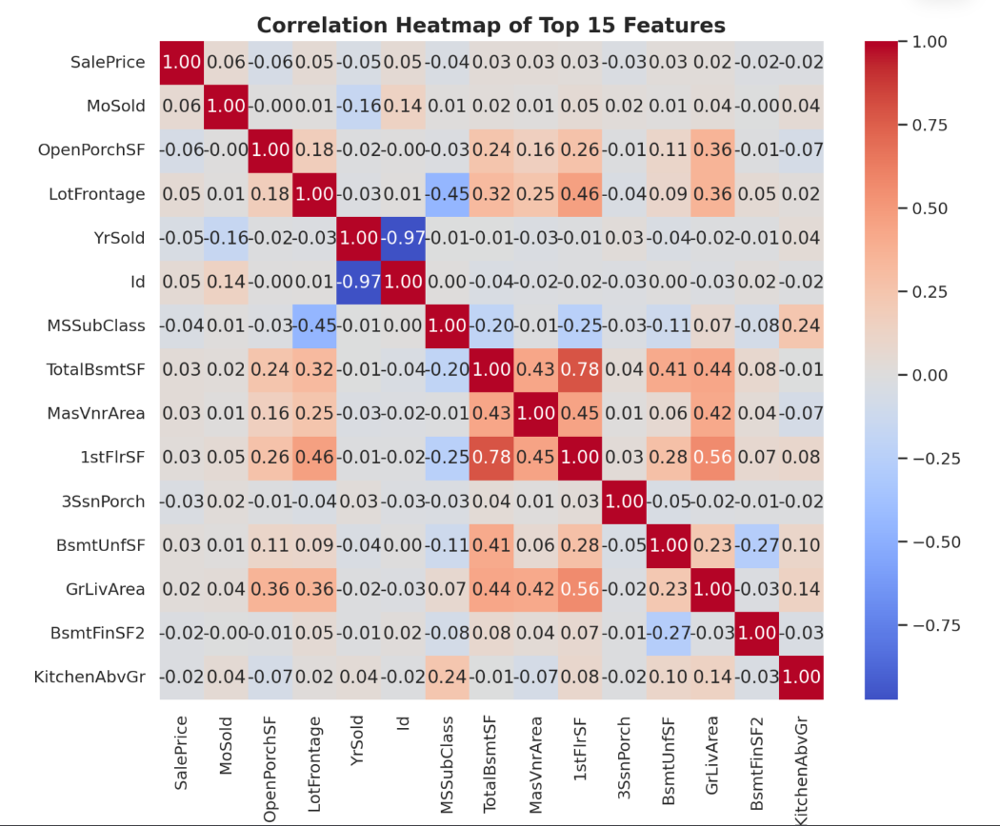 Correlation Heatmap of Top 15 Features
SalePrice 1.00 0.06 -0.06 0.05 -0.05 0.05 -0.04 0.03 0.03 0.03 -0.03 0.03 0.02 -0.02 -0.02
MoSold 0.06 1.00 -0.00 0.01 -0.16 0.14 0.01 0.02 0.01 0.05 0.02 0.01 0.04 -0.00 0.04
OpenPorchSF -0.06 -0.00 1.00 0.18 -0.02 -0.00 -0.03 0.24 0.16 0.26 -0.01 0.11 0.36 -0.01 -0.07
LotFrontage 0.05 0.01 0.18 1.00 -0.03 0.01 -0.45 0.32 0.25 0.46 -0.04 0.09 0.36 0.05 0.02
YrSold -0.05 -0.16 -0.02 -0.03 1.00 -0.97 -0.01 -0.01 -0.03 -0.01 0.03 -0.04 -0.02 -0.01 0.04
Id 0.05 0.14 -0.00 0.01 -0.97 1.00 0.00 -0.04 -0.02 -0.02 -0.03 0.00 -0.03 0.02 -0.02
MSSubClass -0.04 0.01 -0.03 -0.45 -0.01 0.00 1.00 -0.20 -0.01 -0.25 -0.03 -0.11 0.07 -0.08 0.24
TotalBsmtSF 0.03 0.02 0.24 0.32 -0.01 -0.04 -0.20 1.00 0.43 0.78 0.04 0.41 0.44 0.08 -0.01
MasVnrArea 0.03 0.01 0.16 0.25 -0.03 -0.02 -0.01 0.43 1.00 0.45 0.01 0.06 0.42 0.04 -0.07
1stFlrSF 0.03 0.05 0.26 0.46 -0.01 -0.02 -0.25 0.78 0.45 1.00 0.03 0.28 0.56 0.07 0.08
3SsnPorch -0.03 0.02 -0.01 -0.04 0.03 -0.03 -0.03 0.04 0.01 0.03 1.00 -0.05 -0.02 -0.01 -0.02
BsmtUnfSF 0.03 0.01 0.11 0.09 -0.04 0.00 -0.11 0.41 0.06 0.28 -0.05 1.00 0.23 -0.27 0.10
GrLivArea 0.02 0.04 0.36 0.36 -0.02 -0.03 0.07 0.44 0.42 0.56 -0.02 0.23 1.00 -0.03 0.14
BsmtFinSF2 -0.02 -0.00 -0.01 0.05 -0.01 0.02 -0.08 0.08 0.04 0.07 -0.01 -0.27 -0.03 1.00 -0.03
KitchenAbvGr -0.02 0.04 -0.07 0.02 0.04 -0.02 0.24 -0.01 -0.07 0.08 -0.02 0.10 0.14 -0.03 1.00
SalePrice
MoSold
OpenPorchSF
LotFrontage
YrSold
Id
MSSubClass
TotalBsmtSF
MasVnrArea
1stFlrSF
3SsnPorch
BsmtUnfSF
GrLivArea
BsmtFinSF2
KitchenAbvGr
1.00
0.75
0.50
0.25
0.00
−0.25
−0.50
−0.75